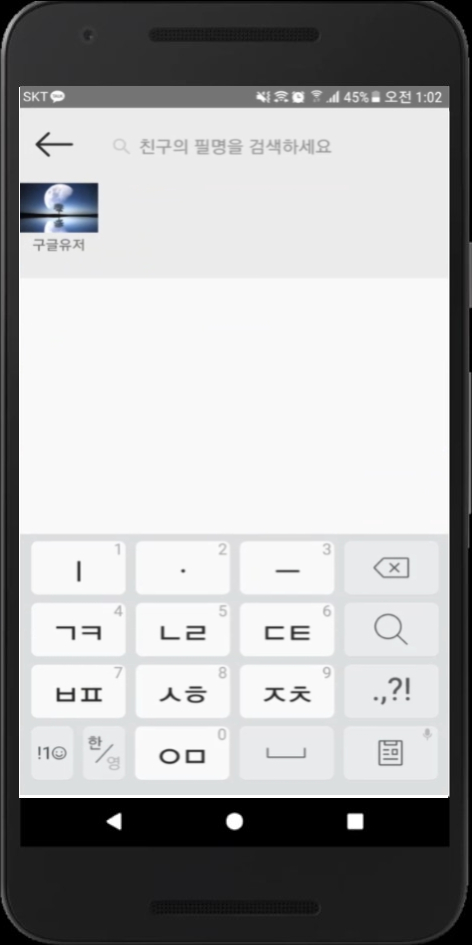 SKT 45% 오전 1:02
친구의 필명을 검색하세요
구글유저
ㅣ 1 · 2 ㅡ 3
ㄱㅋ 4 ㄴㄹ 5 ㄷㅌ 6
ㅂㅍ 7 ㅅㅎ 8 ㅈㅊ 9 .,?!
!1☺ 한/영 ㅇㅁ 0